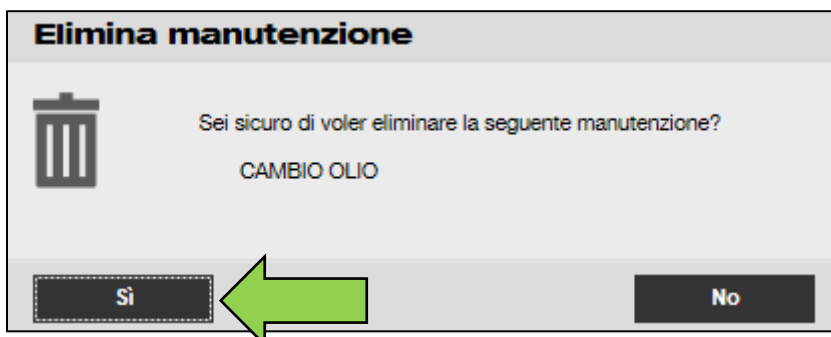 Elimina manutenzione
Sei sicuro di voler eliminare la seguente manutenzione?
CAMBIO OLIO
Sì
No